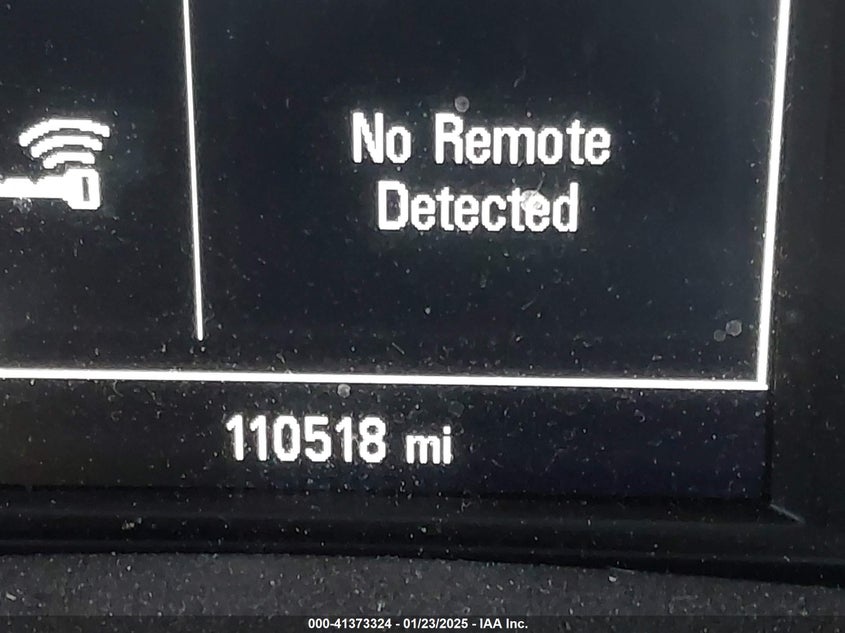 No Remote
Detected
110518 mi
000-41373324 - 01/23/2025 - IAA Inc.